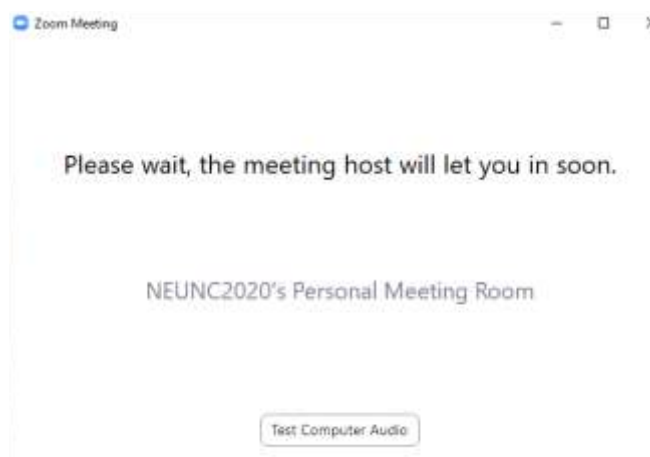 Zoom Meeting
Please wait, the meeting host will let you in soon.
NEUNC2020's Personal Meeting Room
Test Computer Audio